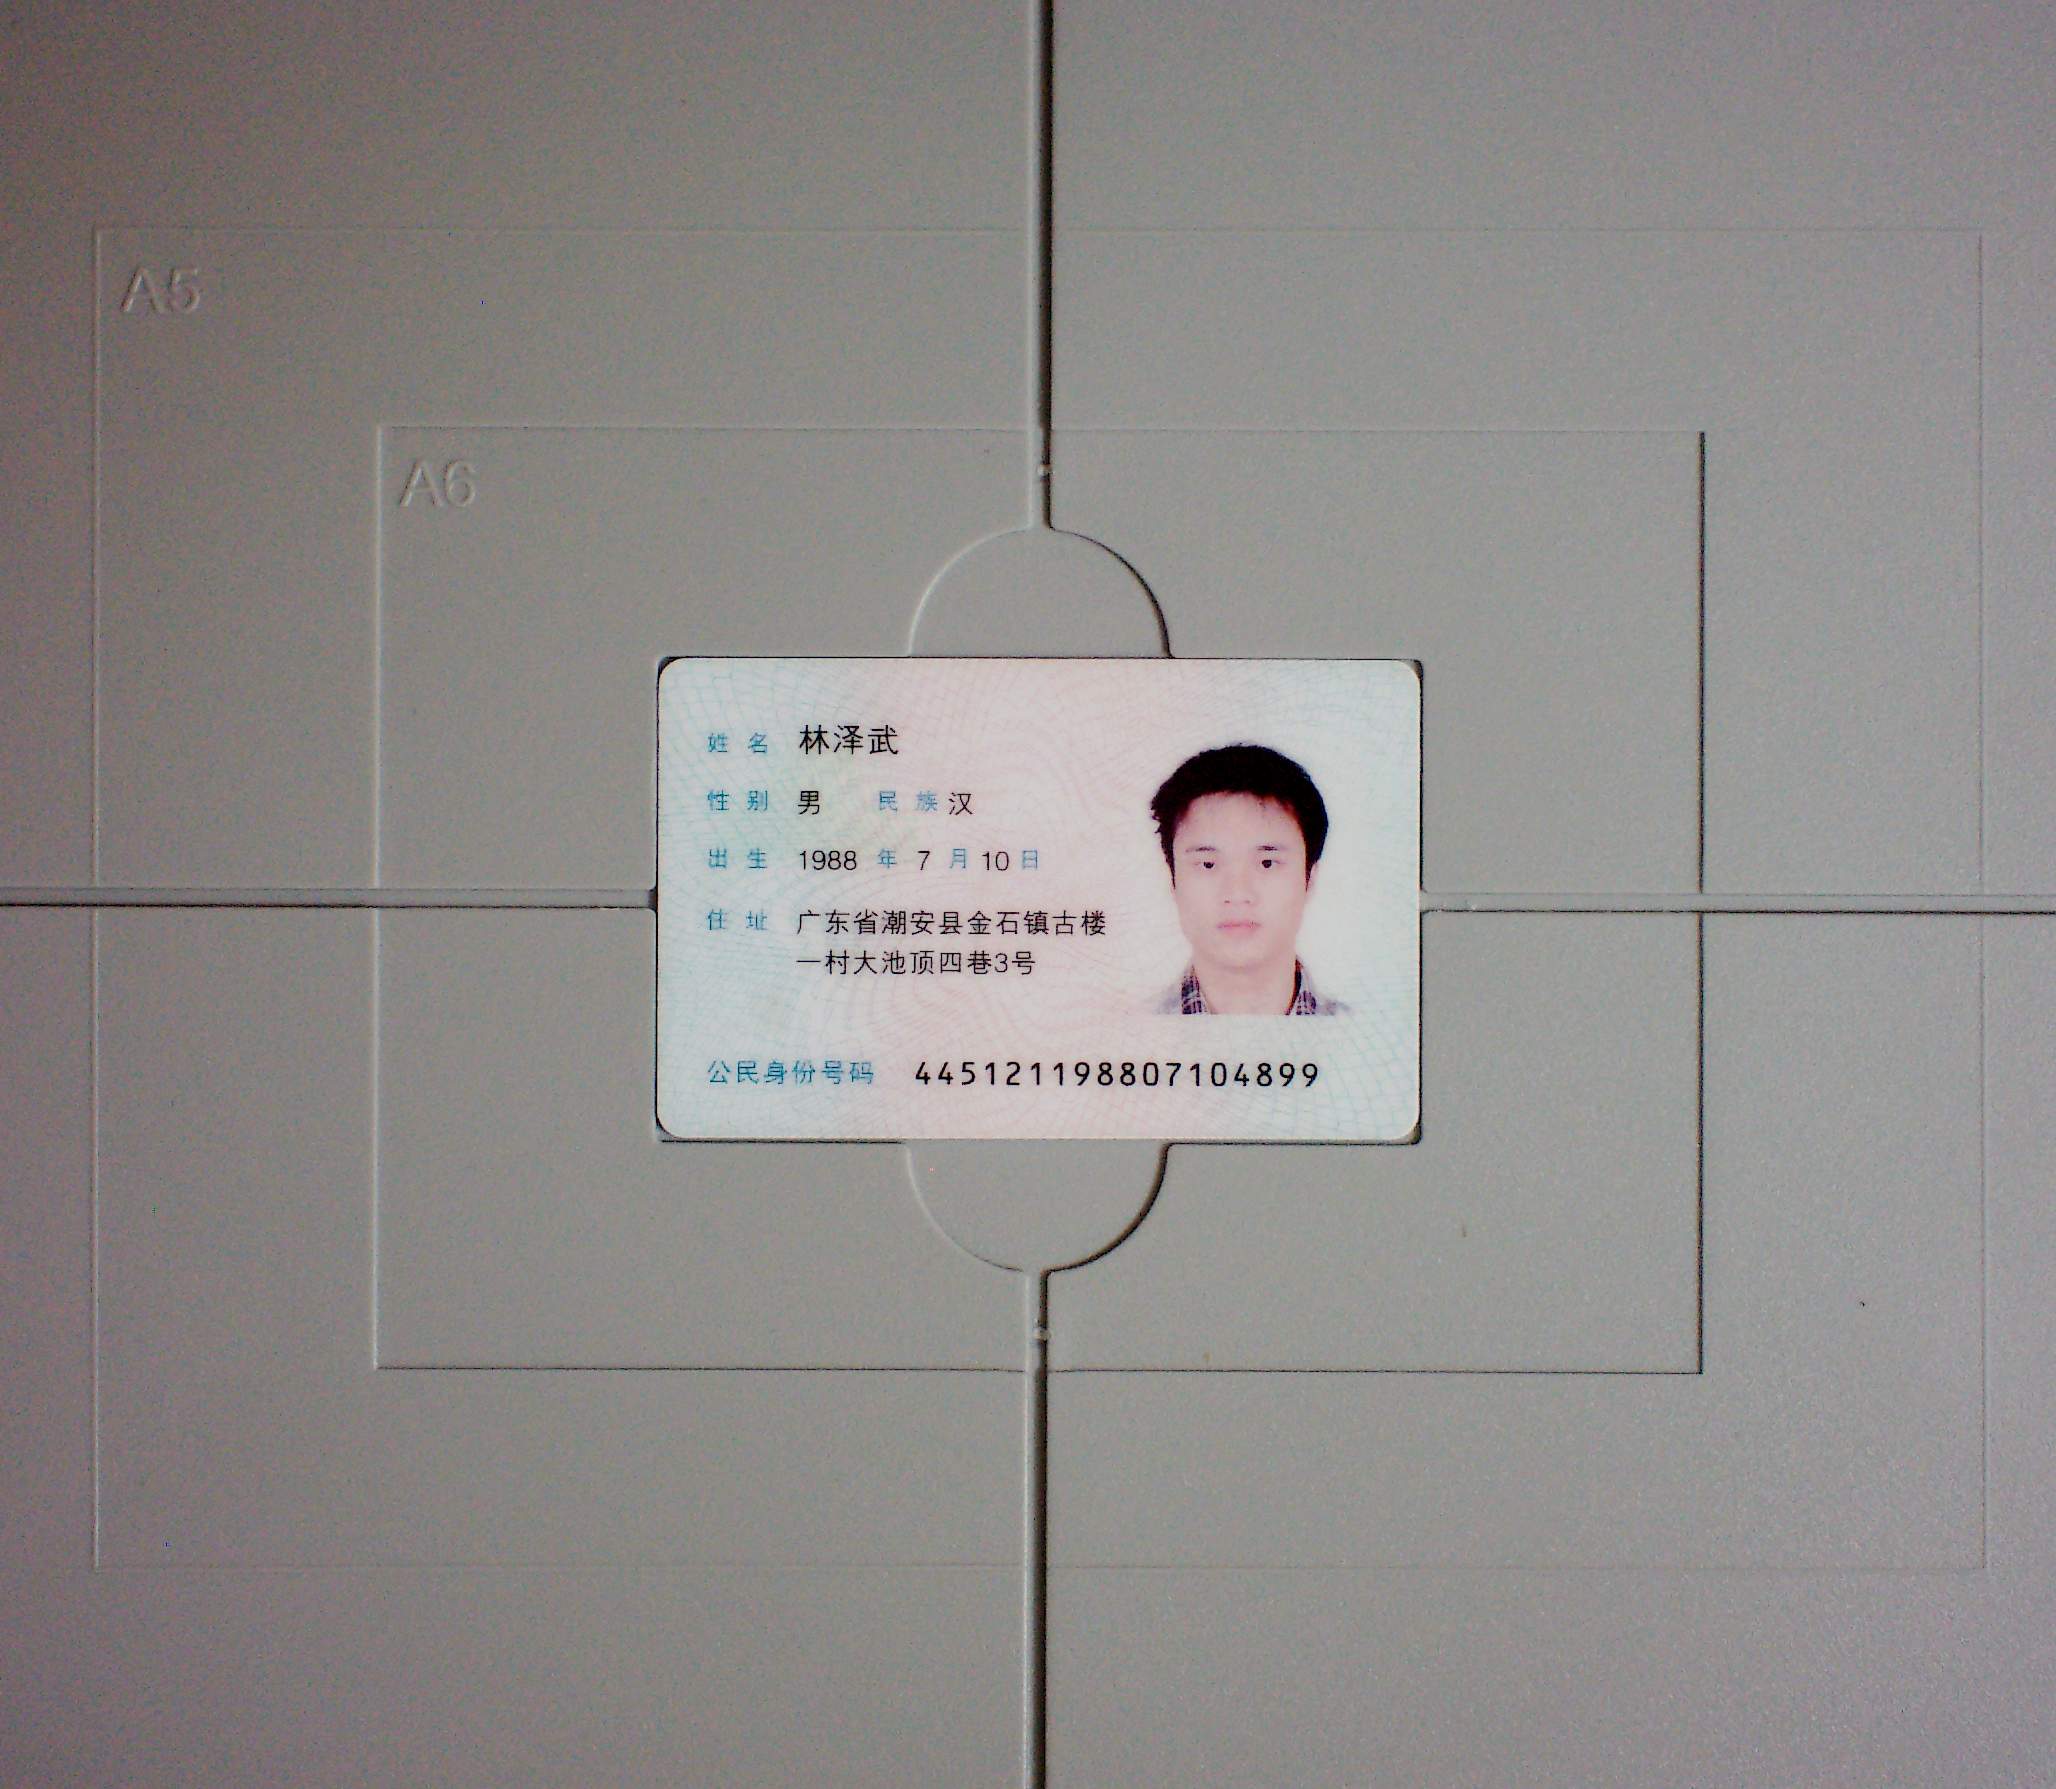 A5
A6
姓名 林泽武
性别 男 民族 汉
出生 1988 年 7 月 10 日
住址 广东省潮安县金石镇古楼
一村大池顶四巷3号
公民身份号码 445121198807104899